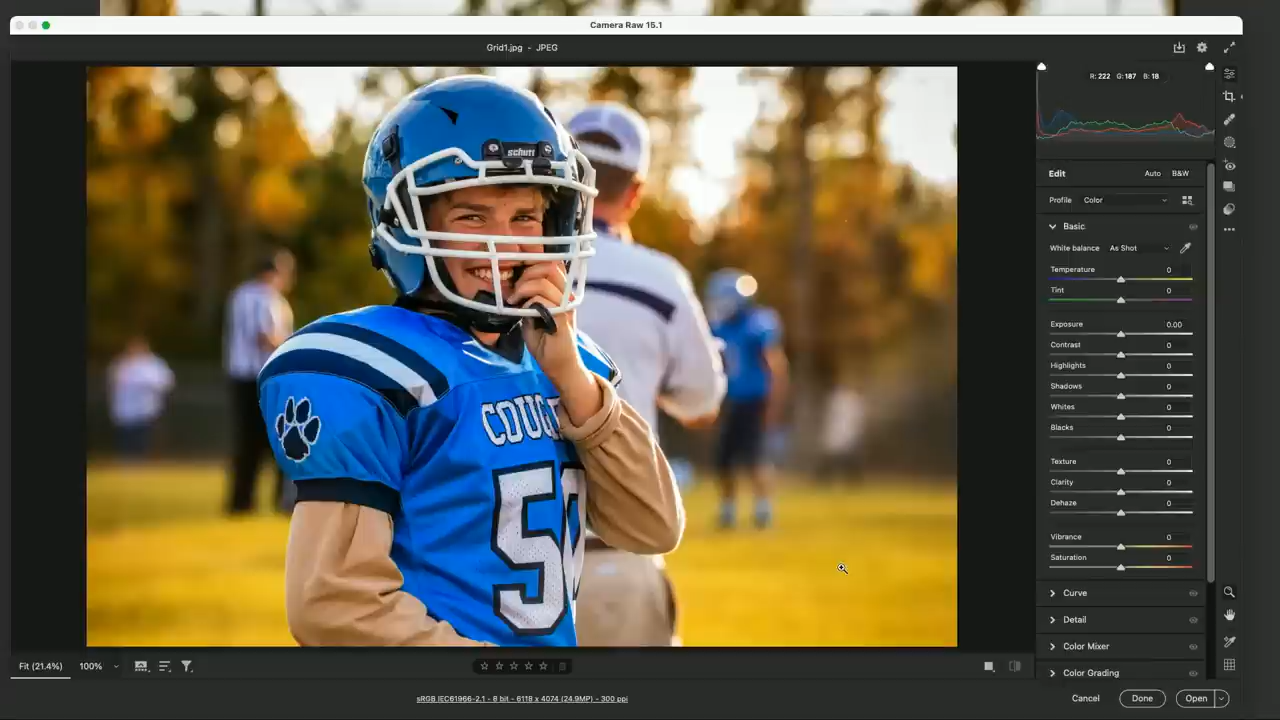 Camera Raw 15.1
Grid1.jpg - JPEG
R: 222 G: 187 B: 18
Edit Auto B&W
Profile Color
Basic
White balance As Shot
Temperature 0
Tint 0
Exposure 0.00
Contrast 0
Highlights 0
Shadows 0
Whites 0
Blacks 0
Texture 0
Clarity 0
Dehaze 0
Vibrance 0
Saturation 0
Curve
Detail
Color Mixer
Color Grading
schutt
COUG
50
Fit (21.4%) 100%
sRGB IEC61966-2.1 - 8 bit - 6118 x 4074 (24.9MP) - 300 ppi
Cancel Done Open